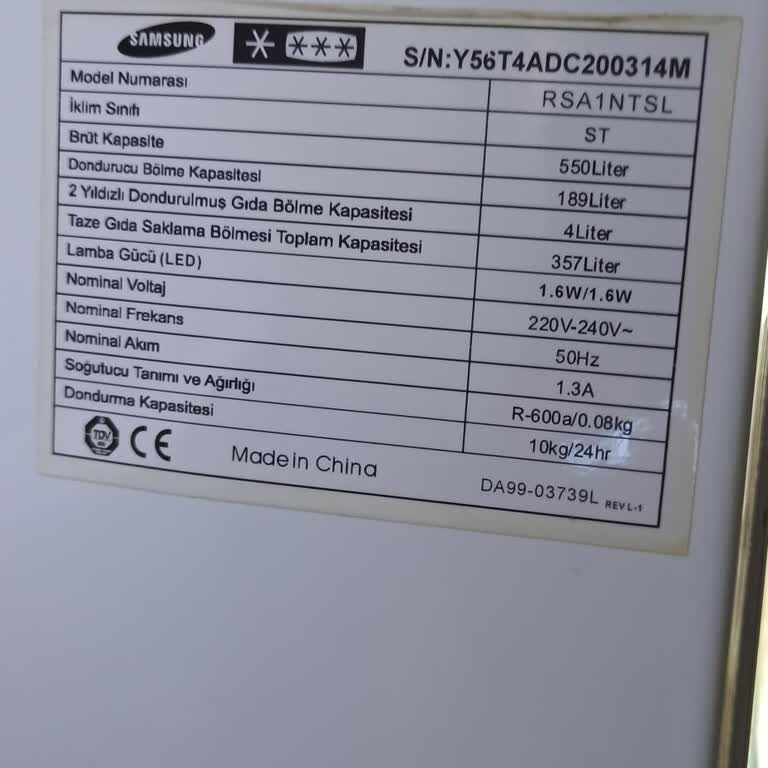 SAMSUNG S/N:Y56T4ADC200314M
Model Numarası RSA1NTSL
İklim Sınıfı ST
Brüt Kapasite 550Liter
Dondurucu Bölme Kapasitesi 189Liter
2 Yıldızlı Dondurulmuş Gıda Bölme Kapasitesi 4Liter
Taze Gıda Saklama Bölmesi Toplam Kapasitesi 357Liter
Lamba Gücü (LED) 1.6W/1.6W
Nominal Voltaj 220V-240V~
Nominal Frekans 50Hz
Nominal Akım 1.3A
Soğutucu Tanımı ve Ağırlığı R-600a/0.08kg
Dondurma Kapasitesi 10kg/24hr
TÜV CE Made in China DA99-03739L REV L-1